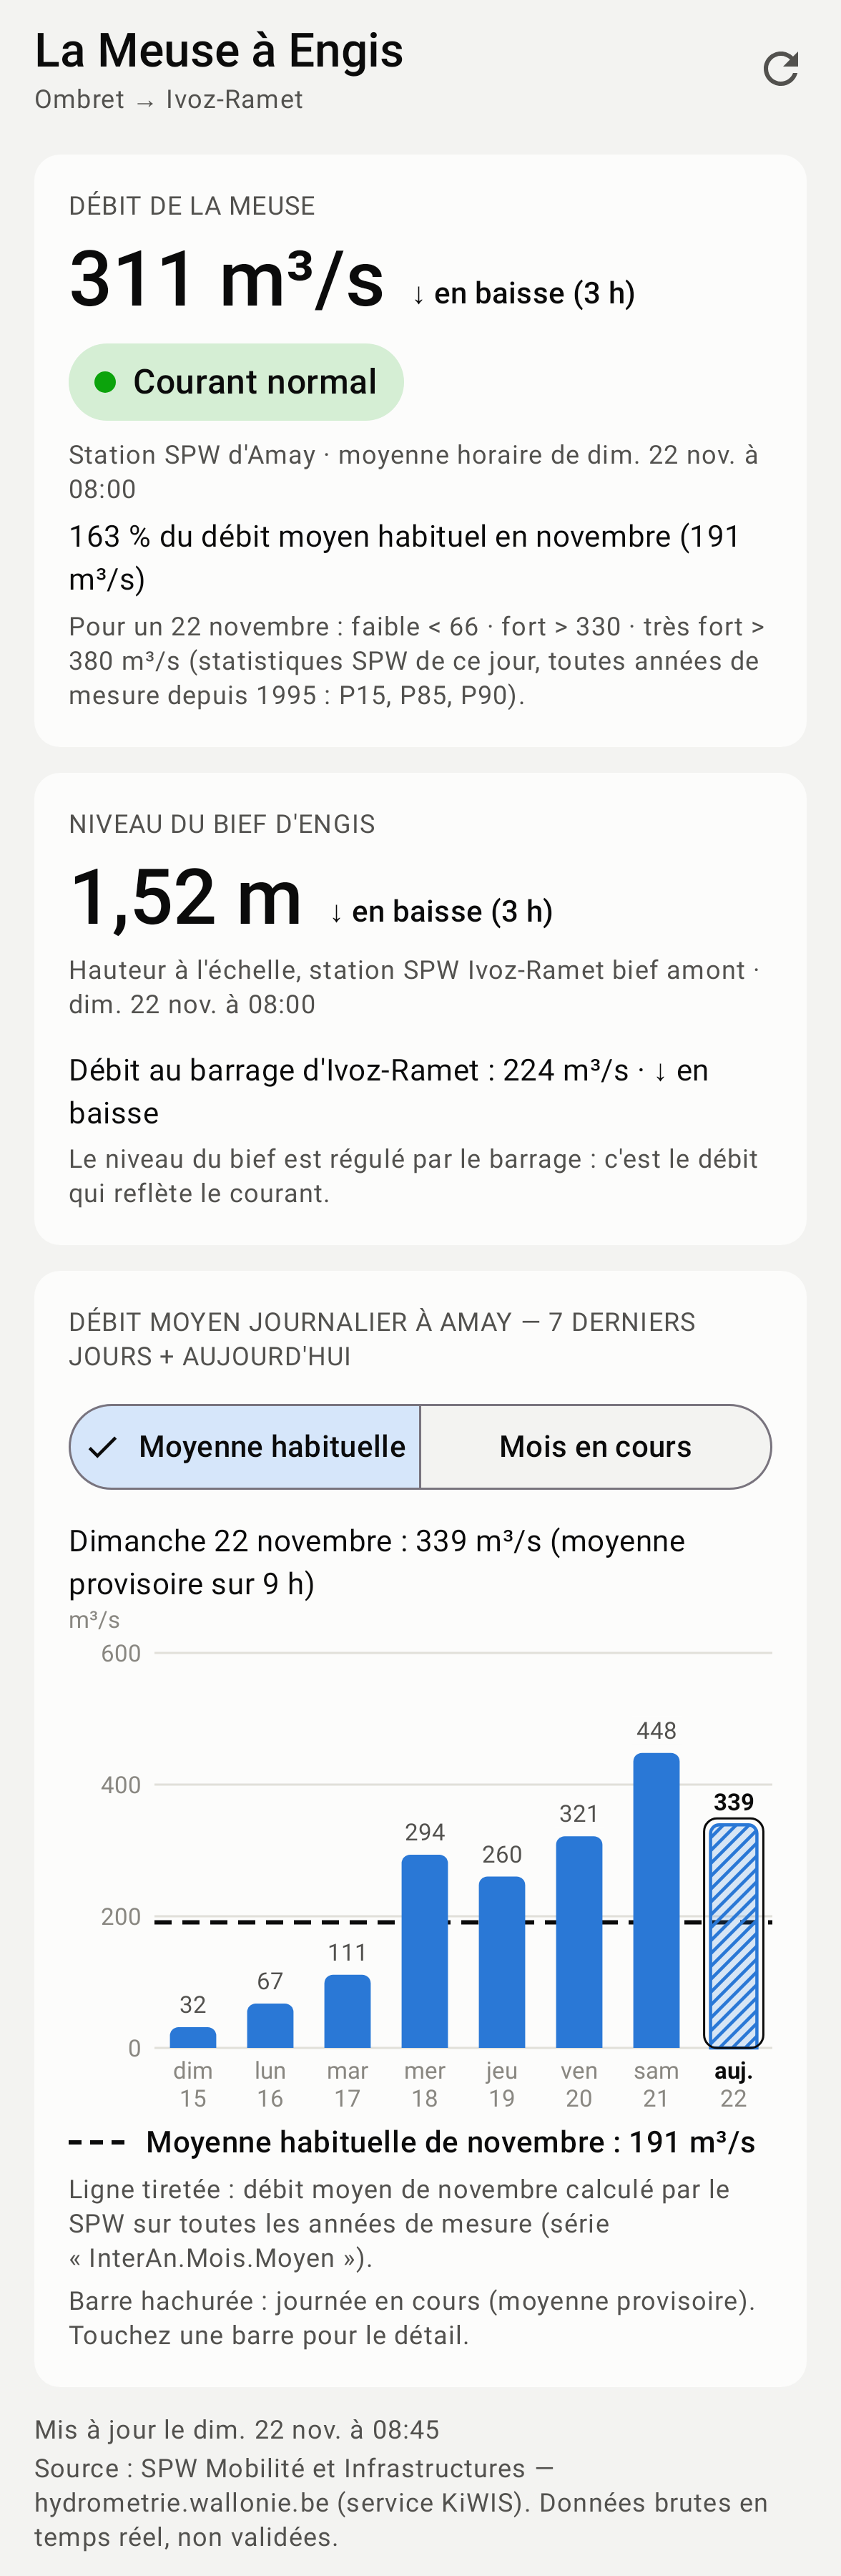 La Meuse à Engis
Ombret → Ivoz-Ramet
DÉBIT DE LA MEUSE
311 m³/s ↓ en baisse (3 h)
Courant normal
Station SPW d'Amay · moyenne horaire de dim. 22 nov. à
08:00
163 % du débit moyen habituel en novembre (191
m³/s)
Pour un 22 novembre : faible < 66 · fort > 330 · très fort >
380 m³/s (statistiques SPW de ce jour, toutes années de
mesure depuis 1995 : P15, P85, P90).
NIVEAU DU BIEF D'ENGIS
1,52 m ↓ en baisse (3 h)
Hauteur à l'échelle, station SPW Ivoz-Ramet bief amont ·
dim. 22 nov. à 08:00
Débit au barrage d'Ivoz-Ramet : 224 m³/s · ↓ en
baisse
Le niveau du bief est régulé par le barrage : c'est le débit
qui reflète le courant.
DÉBIT MOYEN JOURNALIER À AMAY — 7 DERNIERS
JOURS + AUJOURD'HUI
Moyenne habituelle Mois en cours
Dimanche 22 novembre : 339 m³/s (moyenne
provisoire sur 9 h)
m³/s
600
448
400
339
321
294
260
200
111
67
32
0
dim lun mar mer jeu ven sam auj.
15 16 17 18 19 20 21 22
Moyenne habituelle de novembre : 191 m³/s
Ligne tiretée : débit moyen de novembre calculé par le
SPW sur toutes les années de mesure (série
« InterAn.Mois.Moyen »).
Barre hachurée : journée en cours (moyenne provisoire).
Touchez une barre pour le détail.
Mis à jour le dim. 22 nov. à 08:45
Source : SPW Mobilité et Infrastructures —
hydrometrie.wallonie.be (service KiWIS). Données brutes en
temps réel, non validées.